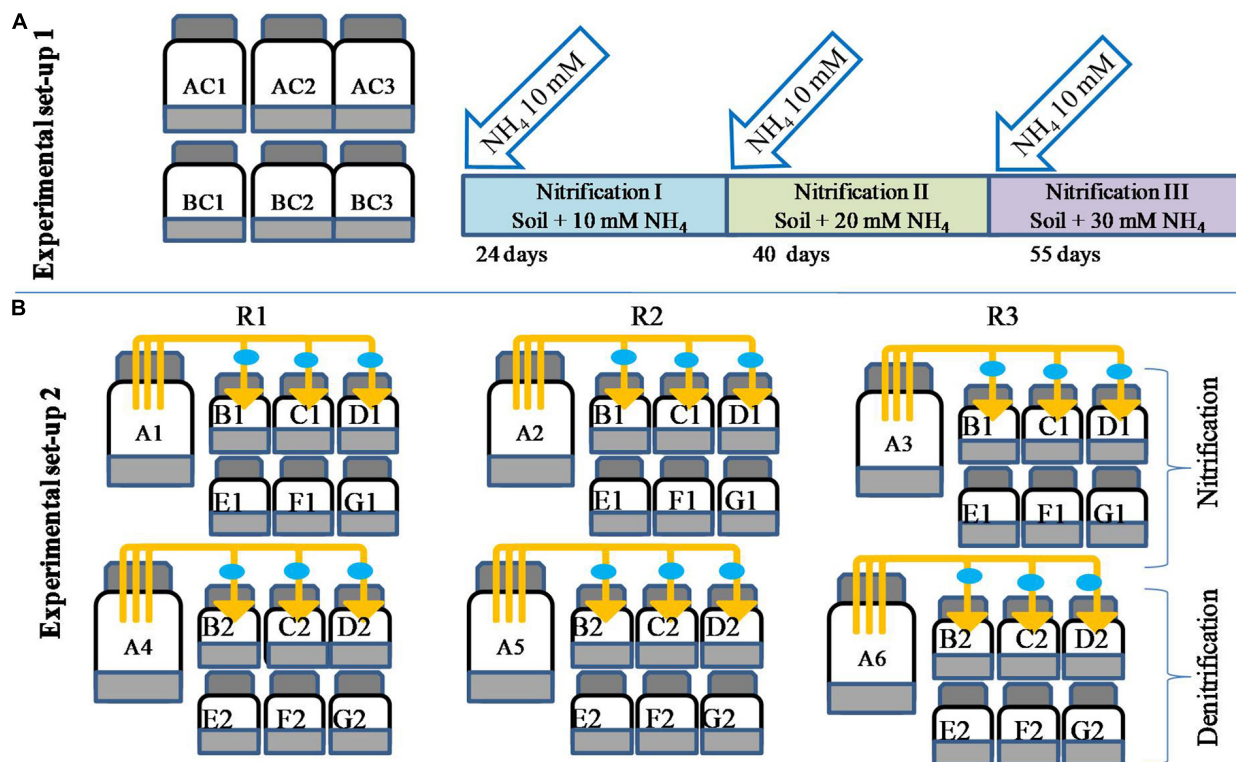 A
Experimental set-up 1
AC1 AC2 AC3
BC1 BC2 BC3
NH4 10 mM
NH4 10 mM
NH4 10 mM
Nitrification I
Soil + 10 mM NH4
Nitrification II
Soil + 20 mM NH4
Nitrification III
Soil + 30 mM NH4
24 days
40 days
55 days
B
Experimental set-up 2
R1 R2 R3
A1 B1 C1 D1
E1 F1 G1
A2 B1 C1 D1
E1 F1 G1
A3 B1 C1 D1
E1 F1 G1
Nitrification
A4 B2 C2 D2
E2 F2 G2
A5 B2 C2 D2
E2 F2 G2
A6 B2 C2 D2
E2 F2 G2
Denitrification